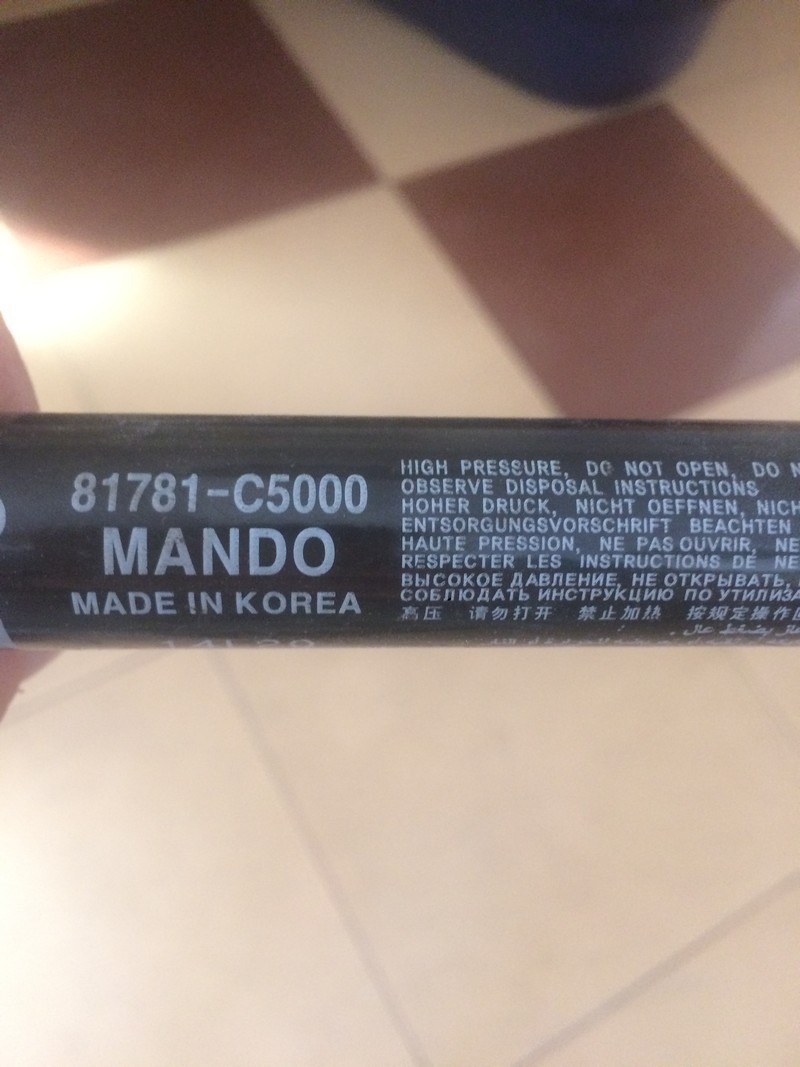 81781-C5000
MANDO
MADE IN KOREA
HIGH PRESSURE, DO NOT OPEN, DO
OBSERVE DISPOSAL INSTRUCTIONS
HOHER DRUCK, NICHT OEFFNEN,
ENTSORGUNGSVORSCHRIFT BEACHTEN
HAUTE PRESSION, NE PAS OUVRIR, NE
RESPECTER LES INSTRUCTIONS DE
ВЫСОКОЕ ДАВЛЕНИЕ, НЕ ОТКРЫВАТЬ,
СОБЛЮДАТЬ ИНСТРУКЦИЮ ПО
高压 请勿打开 禁止加热 按规定操作